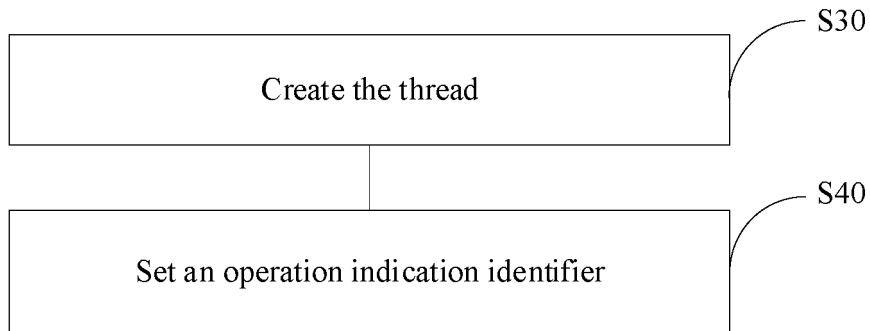 S30
Create the thread
S40
Set an operation indication identifier